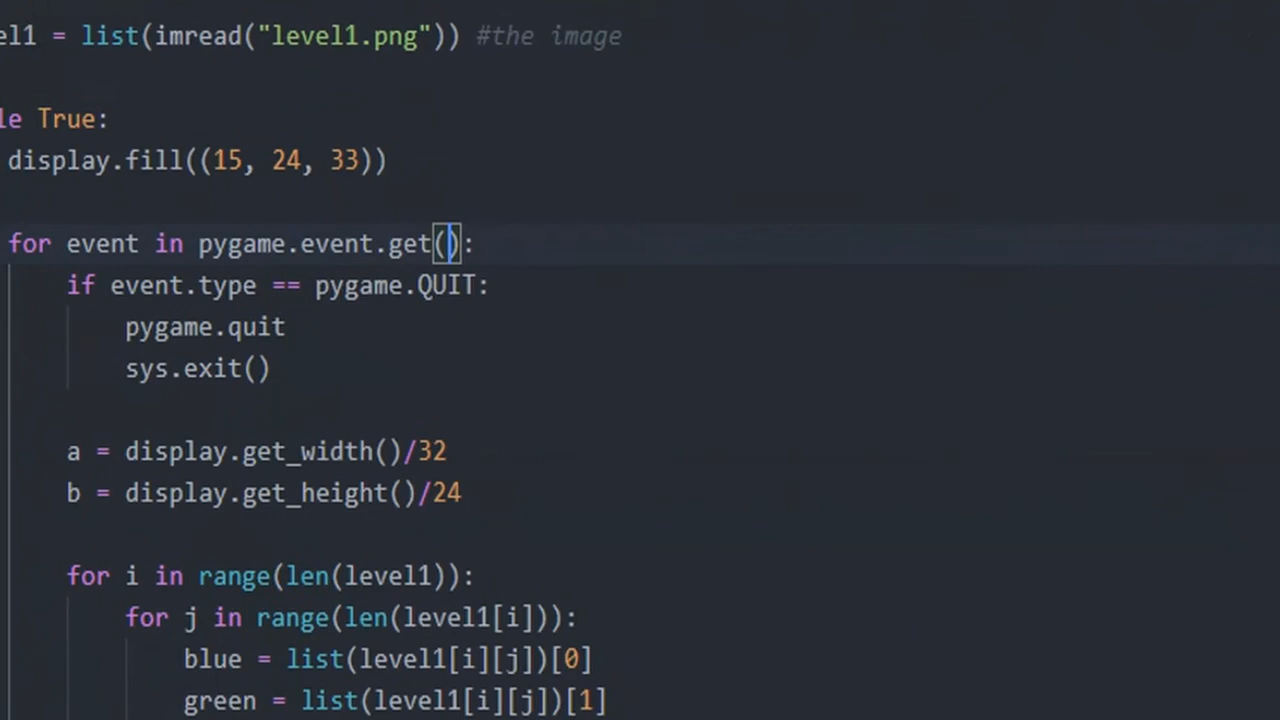 el1 = list(imread("level1.png")) #the image
le True:
display.fill((15, 24, 33))
for event in pygame.event.get():
if event.type == pygame.QUIT:
pygame.quit
sys.exit()
a = display.get_width()/32
b = display.get_height()/24
for i in range(len(level1)):
for j in range(len(level1[i])):
blue = list(level1[i][j])[0]
green = list(level1[i][j])[1]